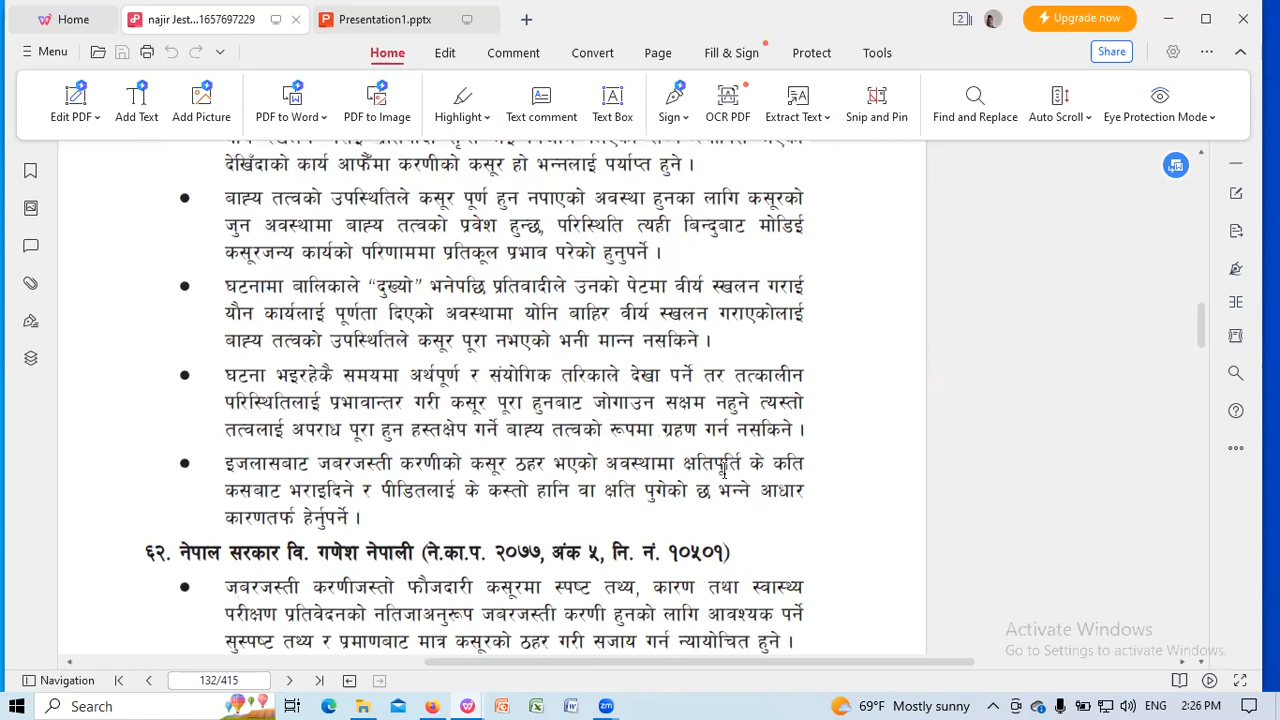 Home
najir Jest...1657697229
Presentation1.pptx
2
Upgrade now
Menu
Home
Edit
Comment
Convert
Page
Fill & Sign
Protect
Tools
Share
Edit PDF
Add Text
Add Picture
PDF to Word
PDF to Image
Highlight
Text comment
Text Box
Sign
OCR PDF
Extract Text
Snip and Pin
Find and Replace
Auto Scroll
Eye Protection Mode
देखिँदाको कार्य आफैँमा करणीको कसूर हो भन्नलाई पर्याप्त हुने ।
बाह्य तत्वको उपस्थितिले कसूर पूर्ण हुन नपाएको अवस्था हुनका लागि कसूरको
जुन अवस्थामा बाह्य तत्वको प्रवेश हुन्छ, परिस्थिति त्यही बिन्दुबाट मोडिई
कसूरजन्य कार्यको परिणाममा प्रतिकूल प्रभाव परेको हुनुपर्ने ।
घटनामा बालिकाले “दुख्यो” भनेपछि प्रतिवादीले उनको पेटमा वीर्य स्खलन गराई
यौन कार्यलाई पूर्णता दिएको अवस्थामा योनि बाहिर वीर्य स्खलन गराएकोलाई
बाह्य तत्वको उपस्थितिले कसूर पूरा नभएको भनी मान्न नसकिने ।
घटना भइरहेकै समयमा अर्थपूर्ण र संयोगिक तरिकाले देखा पर्ने तर तत्कालीन
परिस्थितिलाई प्रभावान्तर गरी कसूर पूरा हुनबाट जोगाउन सक्षम नहुने त्यस्तो
तत्वलाई अपराध पूरा हुन हस्तक्षेप गर्ने बाह्य तत्वको रूपमा ग्रहण गर्न नसकिने ।
इजलासबाट जबरजस्ती करणीको कसूर ठहर भएको अवस्थामा क्षतिपूर्ति के कति
कसबाट भराइदिने र पीडितलाई के कस्तो हानि वा क्षति पुगेको छ भन्ने आधार
कारणतर्फ हेर्नुपर्ने ।
६२. नेपाल सरकार वि. गणेश नेपाली (ने.का.प. २०७७, अंक ५, नि. नं. १०५०१)
जबरजस्ती करणीजस्तो फौजदारी कसूरमा स्पष्ट तथ्य, कारण तथा स्वास्थ्य
परीक्षण प्रतिवेदनको नतिजाअनुरूप जबरजस्ती करणी हुनको लागि आवश्यक पर्ने
सुस्पष्ट तथ्य र प्रमाणबाट मात्र कसूरको ठहर गरी सजाय गर्न न्यायोचित हुने ।
Activate Windows
Go to Settings to activate Windows.
Navigation
132/415
Search
69°F Mostly sunny
ENG
2:26 PM